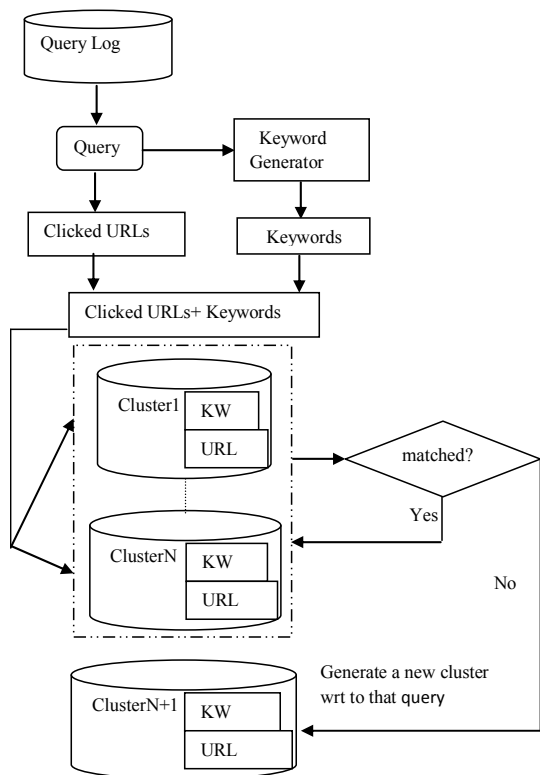 Query Log
Query
Keyword
Generator
Clicked URLs
Keywords
Clicked URLs+ Keywords
Cluster1
KW
URL
matched?
Yes
ClusterN
KW
URL
No
Generate a new cluster
wrt to that query
ClusterN+1
KW
URL